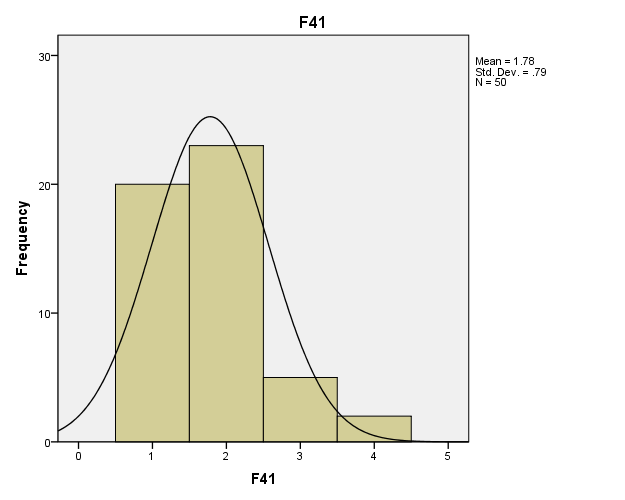 F41
Mean = 1.78
Std. Dev. = .79
N = 50
Frequency
30
20
10
0
0 1 2 3 4 5
F41